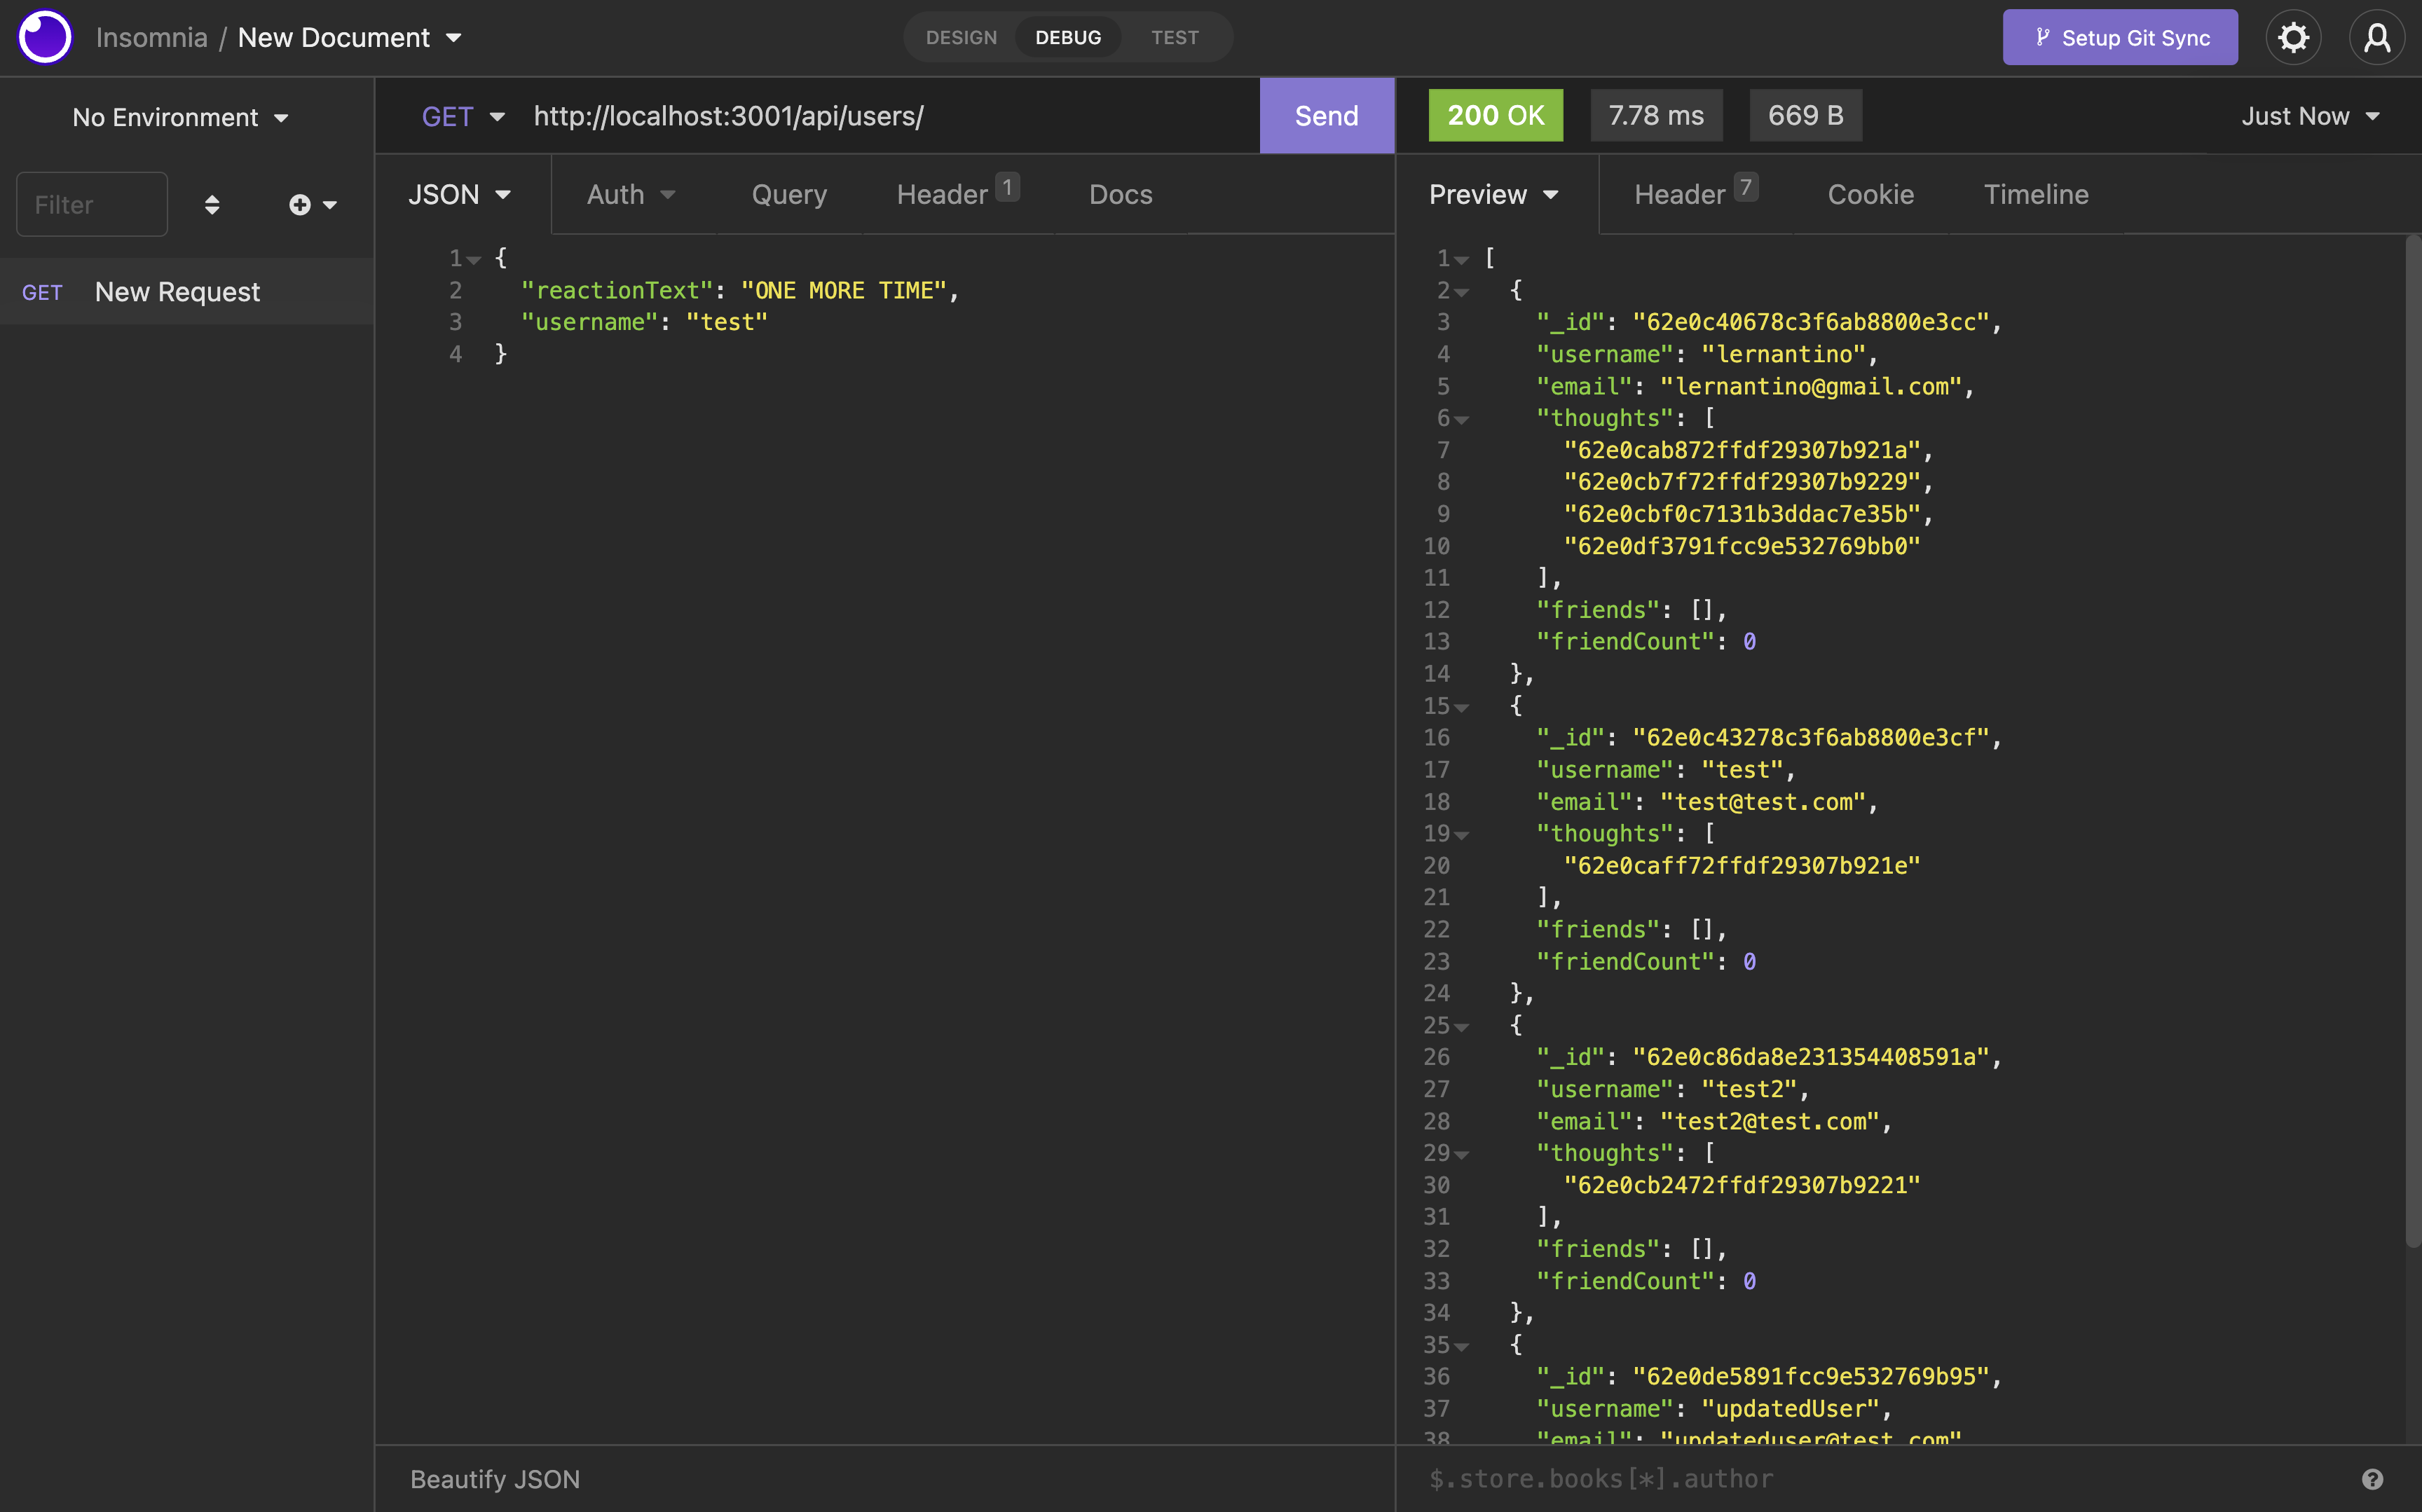 Insomnia / New Document
DESIGN DEBUG TEST
Setup Git Sync
No Environment
Filter
GET New Request
GET http://localhost:3001/api/users/ Send
JSON Auth Query Header 1 Docs
1 {
2 "reactionText": "ONE MORE TIME",
3 "username": "test"
4 }
Beautify JSON
200 OK 7.78 ms 669 B Just Now
Preview Header 7 Cookie Timeline
1 [
2 {
3 "_id": "62e0c40678c3f6ab8800e3cc",
4 "username": "lernantino",
5 "email": "lernantino@gmail.com",
6 "thoughts": [
7 "62e0cab872ffdf29307b921a",
8 "62e0cb7f72ffdf29307b9229",
9 "62e0cbf0c7131b3ddac7e35b",
10 "62e0df3791fcc9e532769bb0"
11 ],
12 "friends": [],
13 "friendCount": 0
14 },
15 {
16 "_id": "62e0c43278c3f6ab8800e3cf",
17 "username": "test",
18 "email": "test@test.com",
19 "thoughts": [
20 "62e0caff72ffdf29307b921e"
21 ],
22 "friends": [],
23 "friendCount": 0
24 },
25 {
26 "_id": "62e0c86da8e231354408591a",
27 "username": "test2",
28 "email": "test2@test.com",
29 "thoughts": [
30 "62e0cb2472ffdf29307b9221"
31 ],
32 "friends": [],
33 "friendCount": 0
34 },
35 {
36 "_id": "62e0de5891fcc9e532769b95",
37 "username": "updatedUser",
38 "email": "updateduser@test.com"
$.store.books[*].author